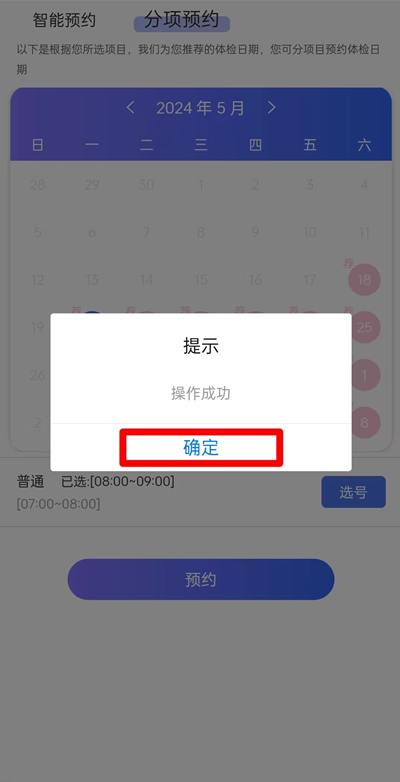 智能预约 分项预约
以下是根据您所选项目，我们为您推荐的体检日期，您可分项目预约体检日
期
< 2024 年 5 月 >
日 一 二 三 四 五 六
28 29 30 1 2 3 4
5 6 7 8 9 10 11
荐
12 13 14 15 16 17 18
荐 荐 荐 荐 荐 荐
19 25
提示
26 1
操作成功
2 8
确定
普通 已选:[08:00~09:00]
[07:00~08:00]
选号
预约